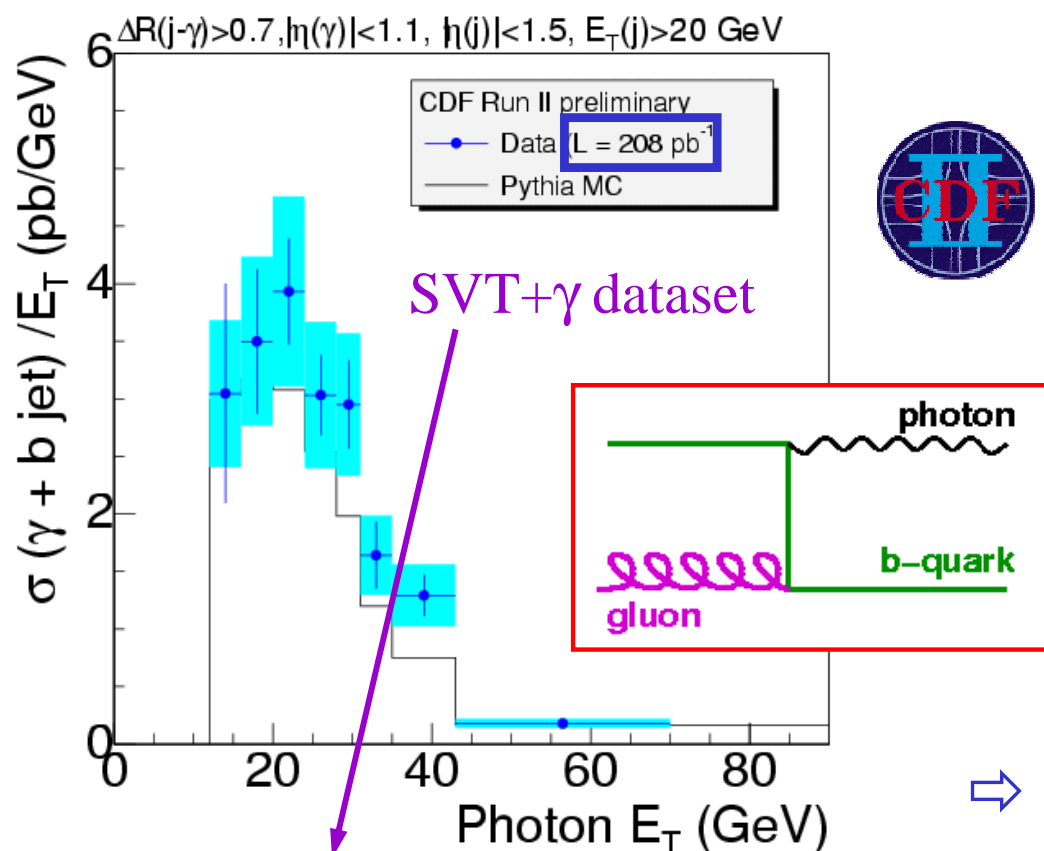 ΔR(j-γ)>0.7,|η(γ)|<1.1, |η(j)|<1.5, E_T(j)>20 GeV
CDF Run II preliminary
Data (L = 208 pb⁻¹
Pythia MC
II
CDF
SVT+γ dataset
σ (γ + b jet) /E_T (pb/GeV)
6
4
2
0
photon
b-quark
gluon
0 20 40 60 80
Photon E_T (GeV)